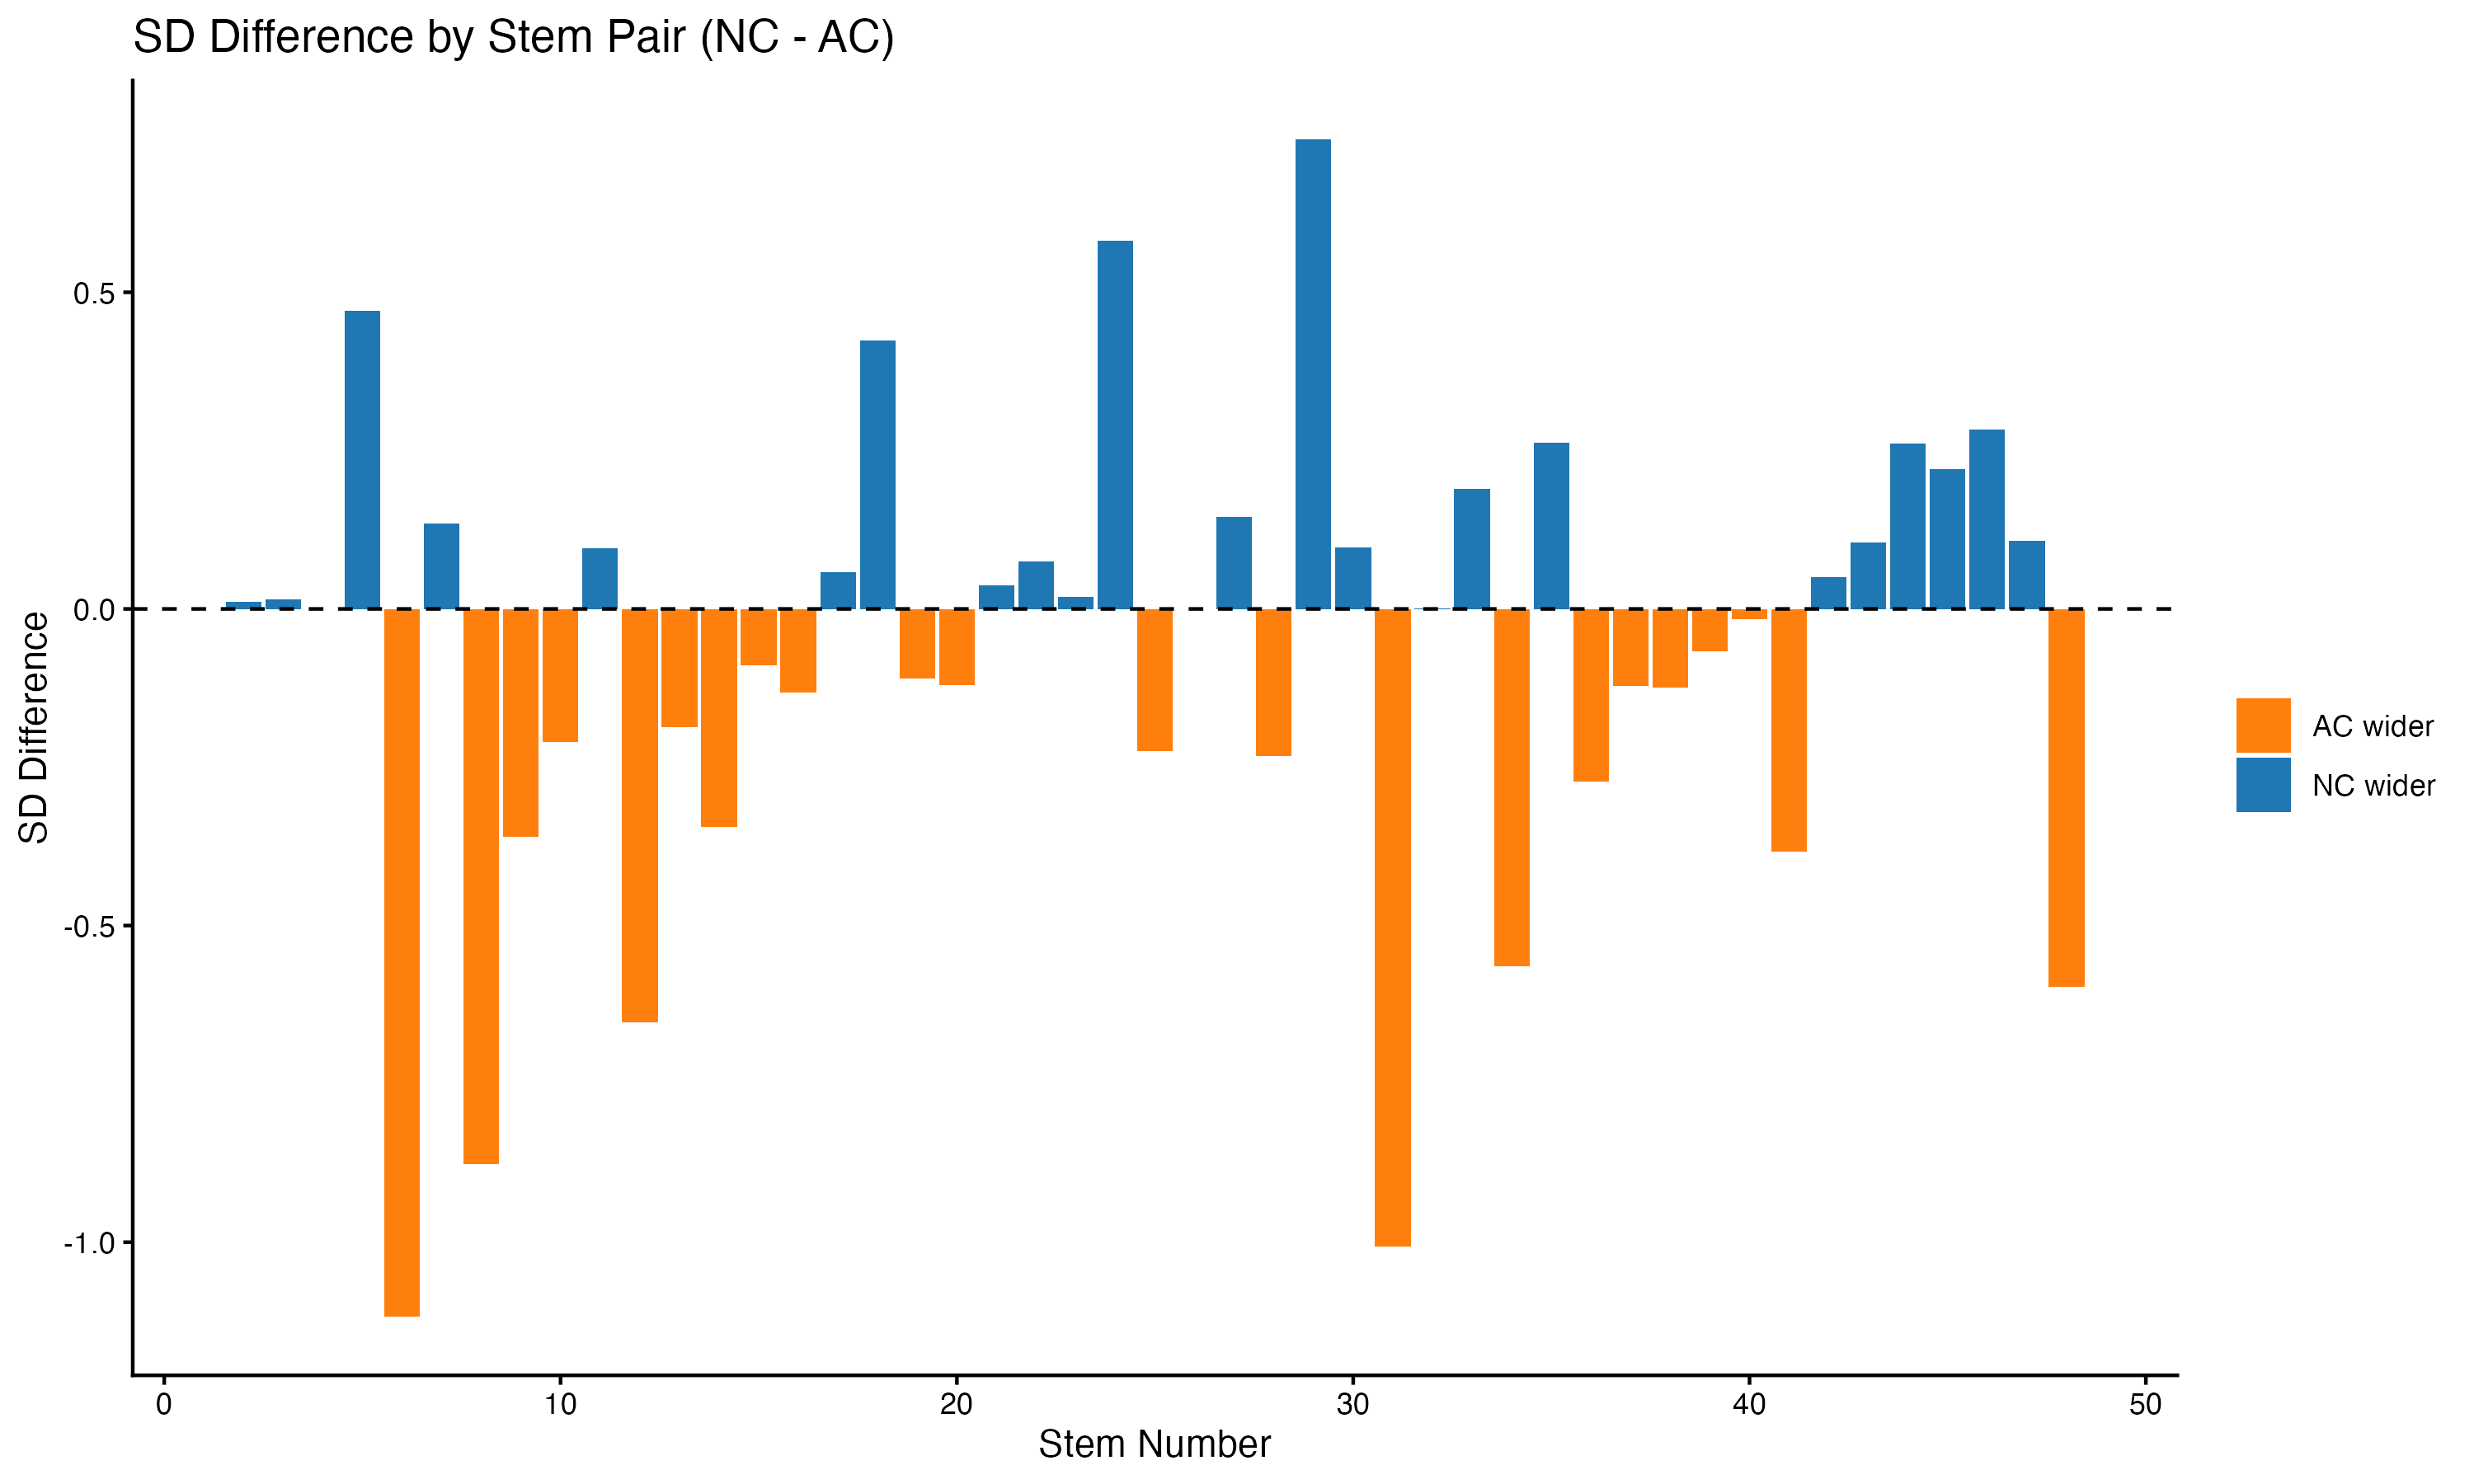 SD Difference by Stem Pair (NC - AC)
SD Difference
0.5
0.0
-0.5
-1.0
0
10
20
30
40
50
Stem Number
AC wider
NC wider